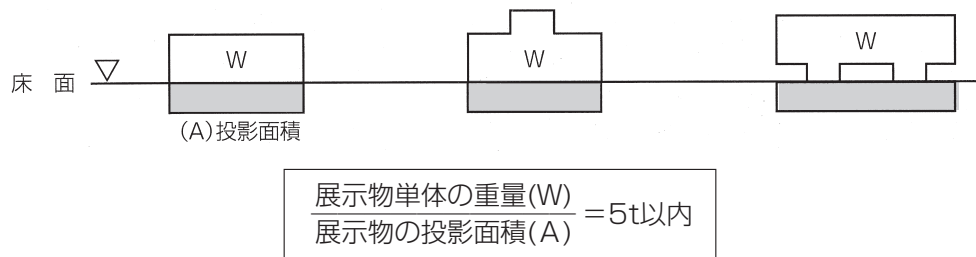 W W W
床 面
(A)投影面積
展示物単体の重量(W)
展示物の投影面積(A)
=5t以内